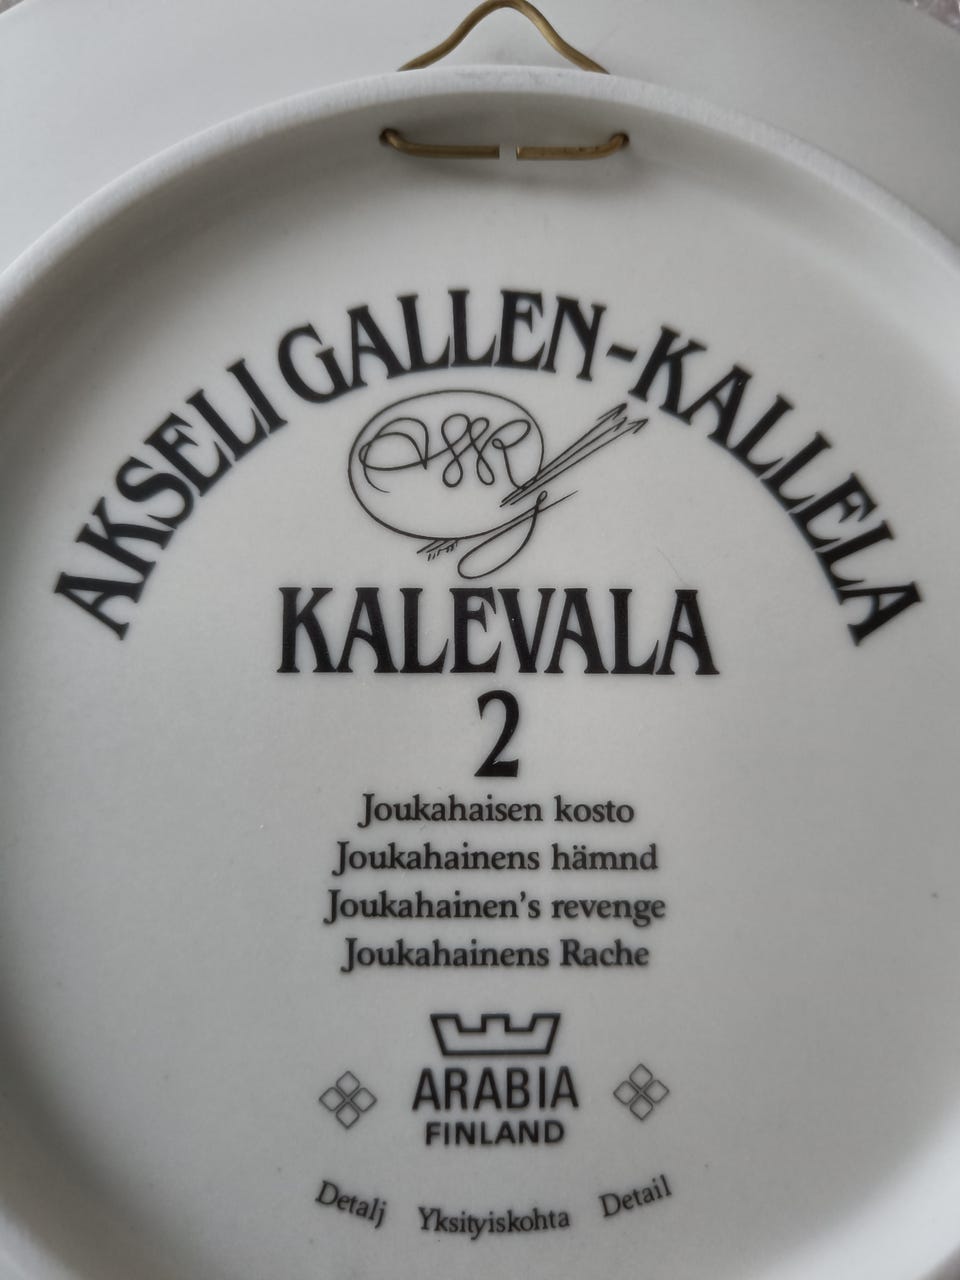 AKSELI GALLEN-KALLELA
KALEVALA
2
Joukahaisen kosto
Joukahainens hämnd
Joukahainen's revenge
Joukahainens Rache
ARABIA
FINLAND
Detalj Yksityiskohta Detail